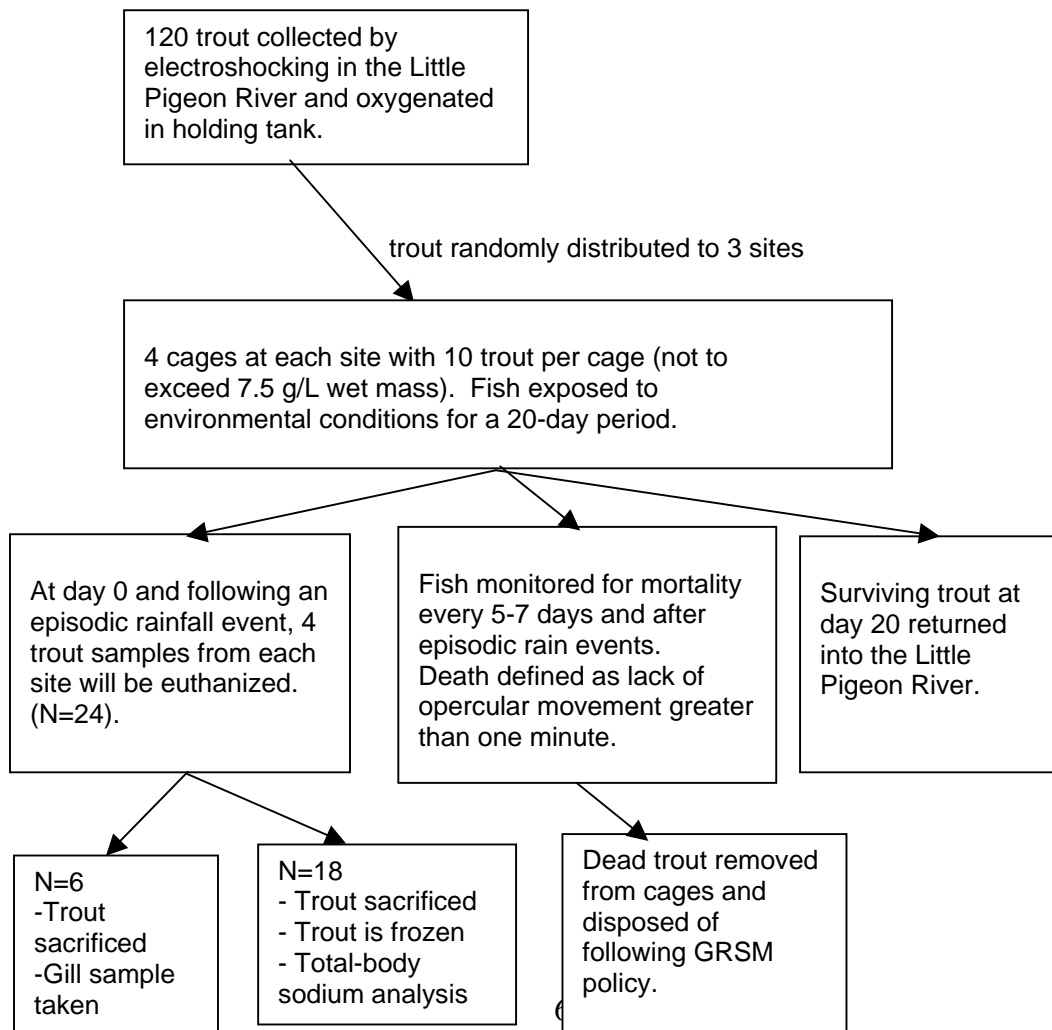 120 trout collected by
electroshocking in the Little
Pigeon River and oxygenated
in holding tank.
trout randomly distributed to 3 sites
4 cages at each site with 10 trout per cage (not to
exceed 7.5 g/L wet mass).  Fish exposed to
environmental conditions for a 20-day period.
At day 0 and following an
episodic rainfall event, 4
trout samples from each
site will be euthanized.
(N=24).
Fish monitored for mortality
every 5-7 days and after
episodic rain events.
Death defined as lack of
opercular movement greater
than one minute.
Surviving trout at
day 20 returned
into the Little
Pigeon River.
N=6
-Trout
sacrificed
-Gill sample
taken
N=18
- Trout sacrificed
- Trout is frozen
- Total-body
sodium analysis
Dead trout removed
from cages and
disposed of
following GRSM
policy.